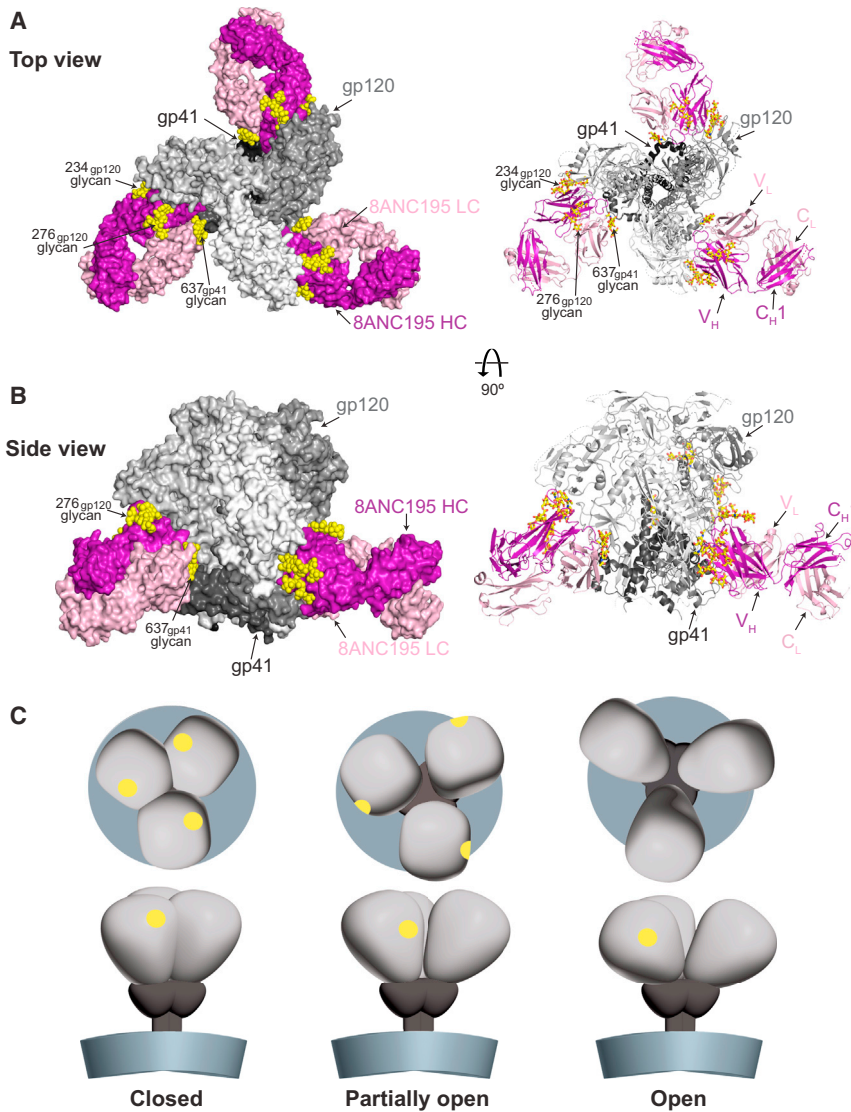 A
Top view
gp120
gp41
234gp120
glycan
276gp120
glycan
637gp41
glycan
8ANC195 LC
8ANC195 HC
gp41
gp120
234gp120
glycan
VL
CL
276gp120
glycan
637gp41
glycan
VH
CH1
90º
B
Side view
gp120
276gp120
glycan
8ANC195 HC
637gp41
glycan
gp41
8ANC195 LC
gp120
VL
CH
gp41
VH
CL
C
Closed
Partially open
Open